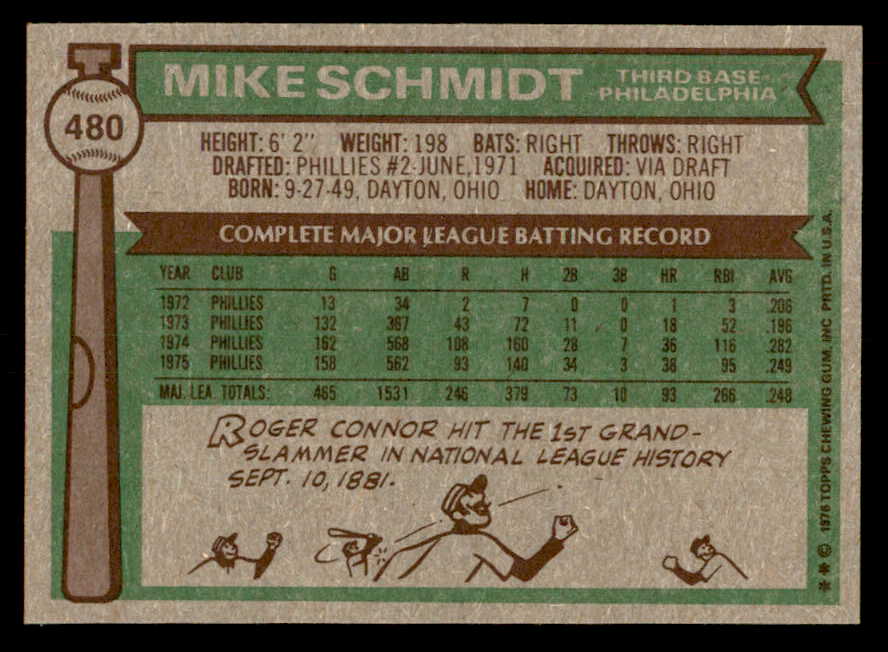 MIKE SCHMIDT
THIRD BASE
PHILADELPHIA
480
HEIGHT: 6' 2" WEIGHT: 198 BATS: RIGHT THROWS: RIGHT
DRAFTED: PHILLIES #2-JUNE, 1971 ACQUIRED: VIA DRAFT
BORN: 9-27-49, DAYTON, OHIO HOME: DAYTON, OHIO
COMPLETE MAJOR LEAGUE BATTING RECORD
YEAR CLUB G AB R H 2B 3B HR RBI AVG
1972 PHILLIES 13 34 2 7 0 0 1 3 .206
1973 PHILLIES 132 367 43 72 11 0 18 52 .196
1974 PHILLIES 162 568 108 160 28 7 36 116 .282
1975 PHILLIES 158 562 93 140 34 3 38 95 .249
MAJ. LEA. TOTALS: 465 1531 246 379 73 10 93 266 .248
ROGER CONNOR HIT THE 1ST GRAND-
SLAMMER IN NATIONAL LEAGUE HISTORY
SEPT. 10, 1881.
** © 1976 TOPPS CHEWING GUM, INC. PRTD. IN U.S.A.
T